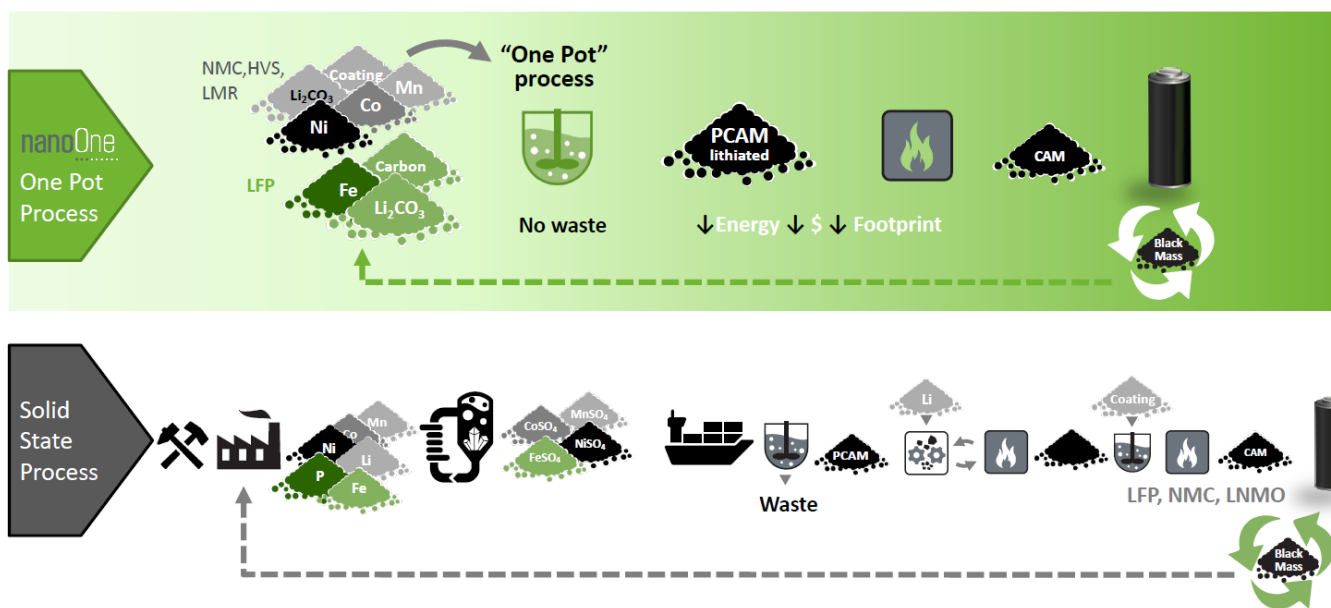 NMC,HVS,
LMR
Coating
Mn
Li₂CO₃
Co
Ni
"One Pot"
process
nanoOne
One Pot
Process
PCAM
lithiated
CAM
Carbon
LFP
Fe
Li₂CO₃
No waste
↓Energy ↓ $ ↓ Footprint
Black
Mass
Solid
State
Process
Mn
Co
Ni
Li
P
Fe
MnSO₄
CoSO₄
NiSO₄
FeSO₄
Waste
PCAM
Li
Coating
CAM
LFP, NMC, LNMO
Black
Mass